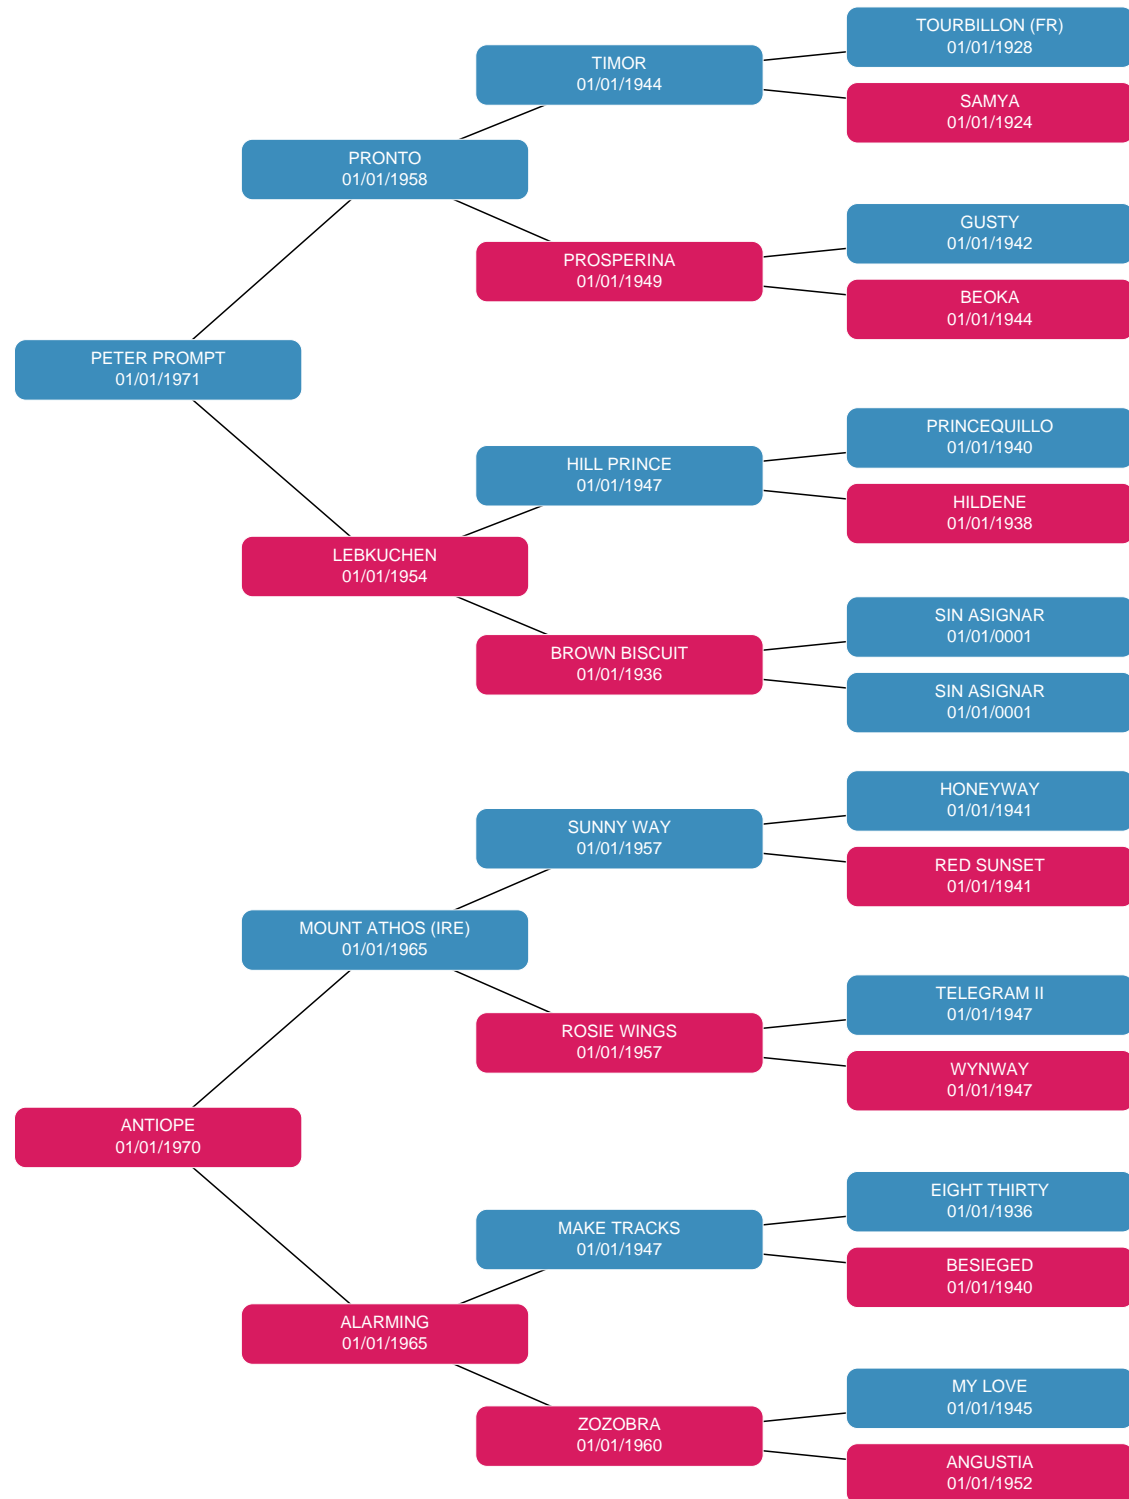 TOURBILLON (FR)
01/01/1928
TIMOR
01/01/1944
SAMYA
01/01/1924
PRONTO
01/01/1958
GUSTY
01/01/1942
PROSPERINA
01/01/1949
BEOKA
01/01/1944
PETER PROMPT
01/01/1971
PRINCEQUILLO
01/01/1940
HILL PRINCE
01/01/1947
HILDENE
01/01/1938
LEBKUCHEN
01/01/1954
SIN ASIGNAR
01/01/0001
BROWN BISCUIT
01/01/1936
SIN ASIGNAR
01/01/0001
HONEYWAY
01/01/1941
SUNNY WAY
01/01/1957
RED SUNSET
01/01/1941
MOUNT ATHOS (IRE)
01/01/1965
TELEGRAM II
01/01/1947
ROSIE WINGS
01/01/1957
WYNWAY
01/01/1947
ANTIOPE
01/01/1970
EIGHT THIRTY
01/01/1936
MAKE TRACKS
01/01/1947
BESIEGED
01/01/1940
ALARMING
01/01/1965
MY LOVE
01/01/1945
ZOZOBRA
01/01/1960
ANGUSTIA
01/01/1952